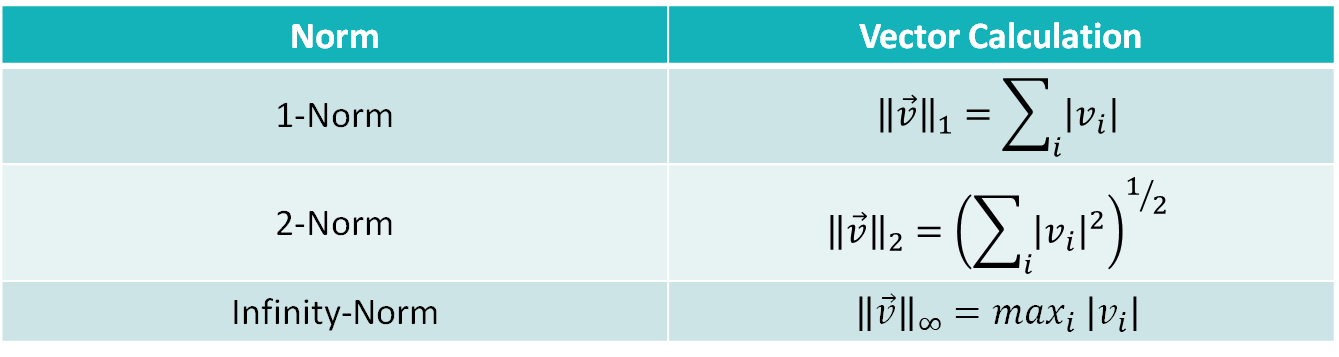 Norm Vector Calculation
1-Norm ‖v⃗‖₁ = ∑ᵢ|vᵢ|
2-Norm ‖v⃗‖₂ = (∑ᵢ|vᵢ|²)^1/2
Infinity-Norm ‖v⃗‖∞ = maxᵢ |vᵢ|